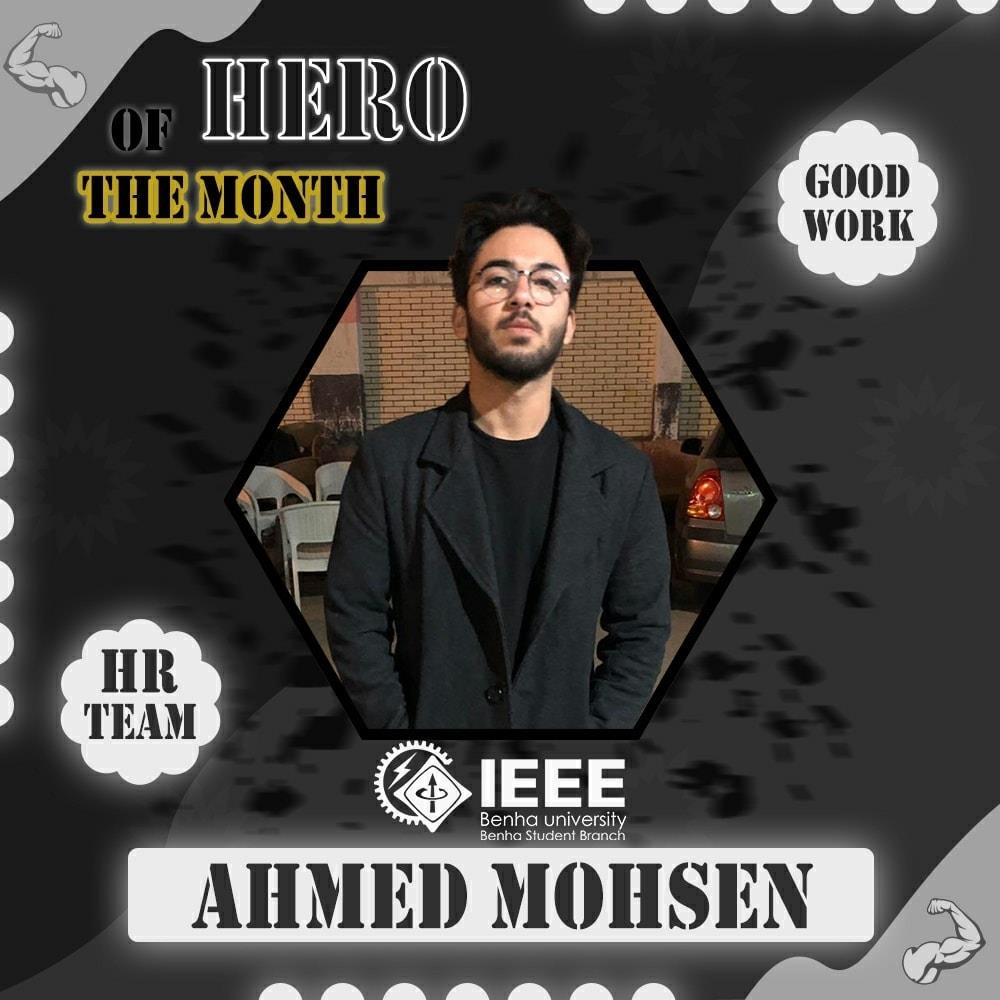 HERO
OF
THE MONTH
GOOD
WORK
HR
TEAM
IEEE
Benha university
Benha Student Branch
AHMED MOHSEN